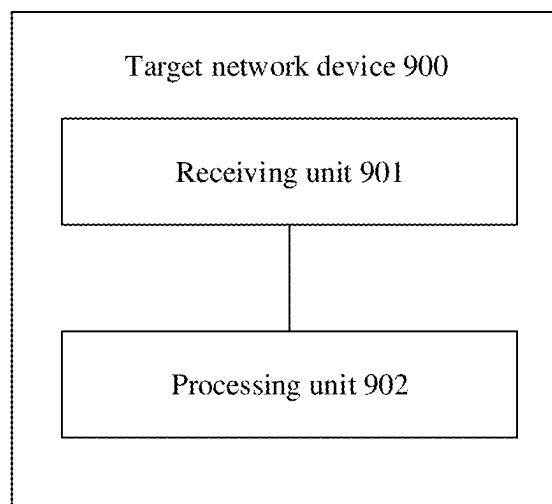 Target network device 900
Receiving unit 901
Processing unit 902